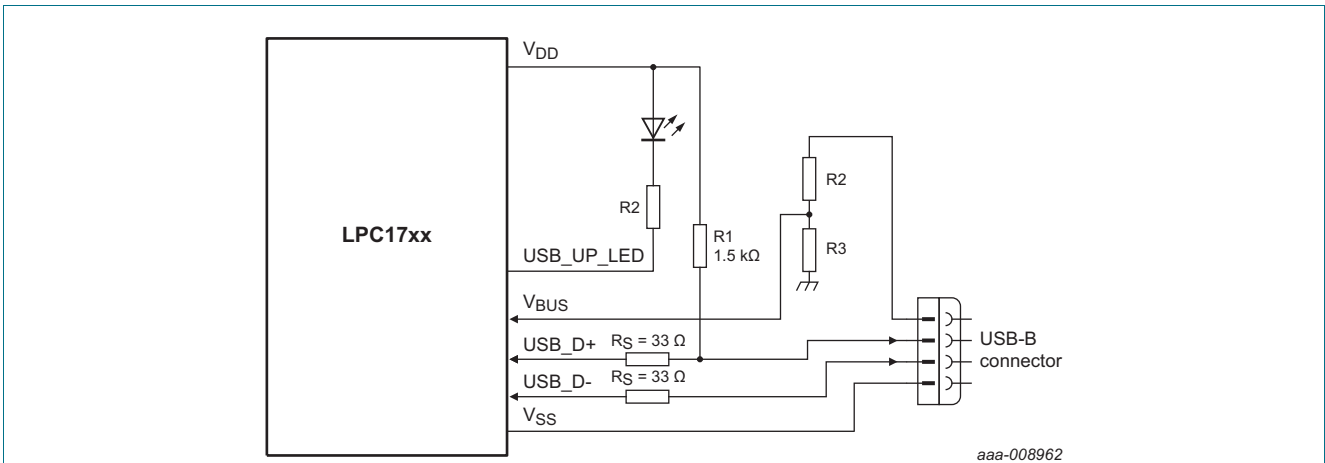 VDD
R2
R2
LPC17xx
R1
1.5 kΩ
R3
USB_UP_LED
VBUS
USB_D+
RS = 33 Ω
USB-B
connector
USB_D-
RS = 33 Ω
VSS
aaa-008962